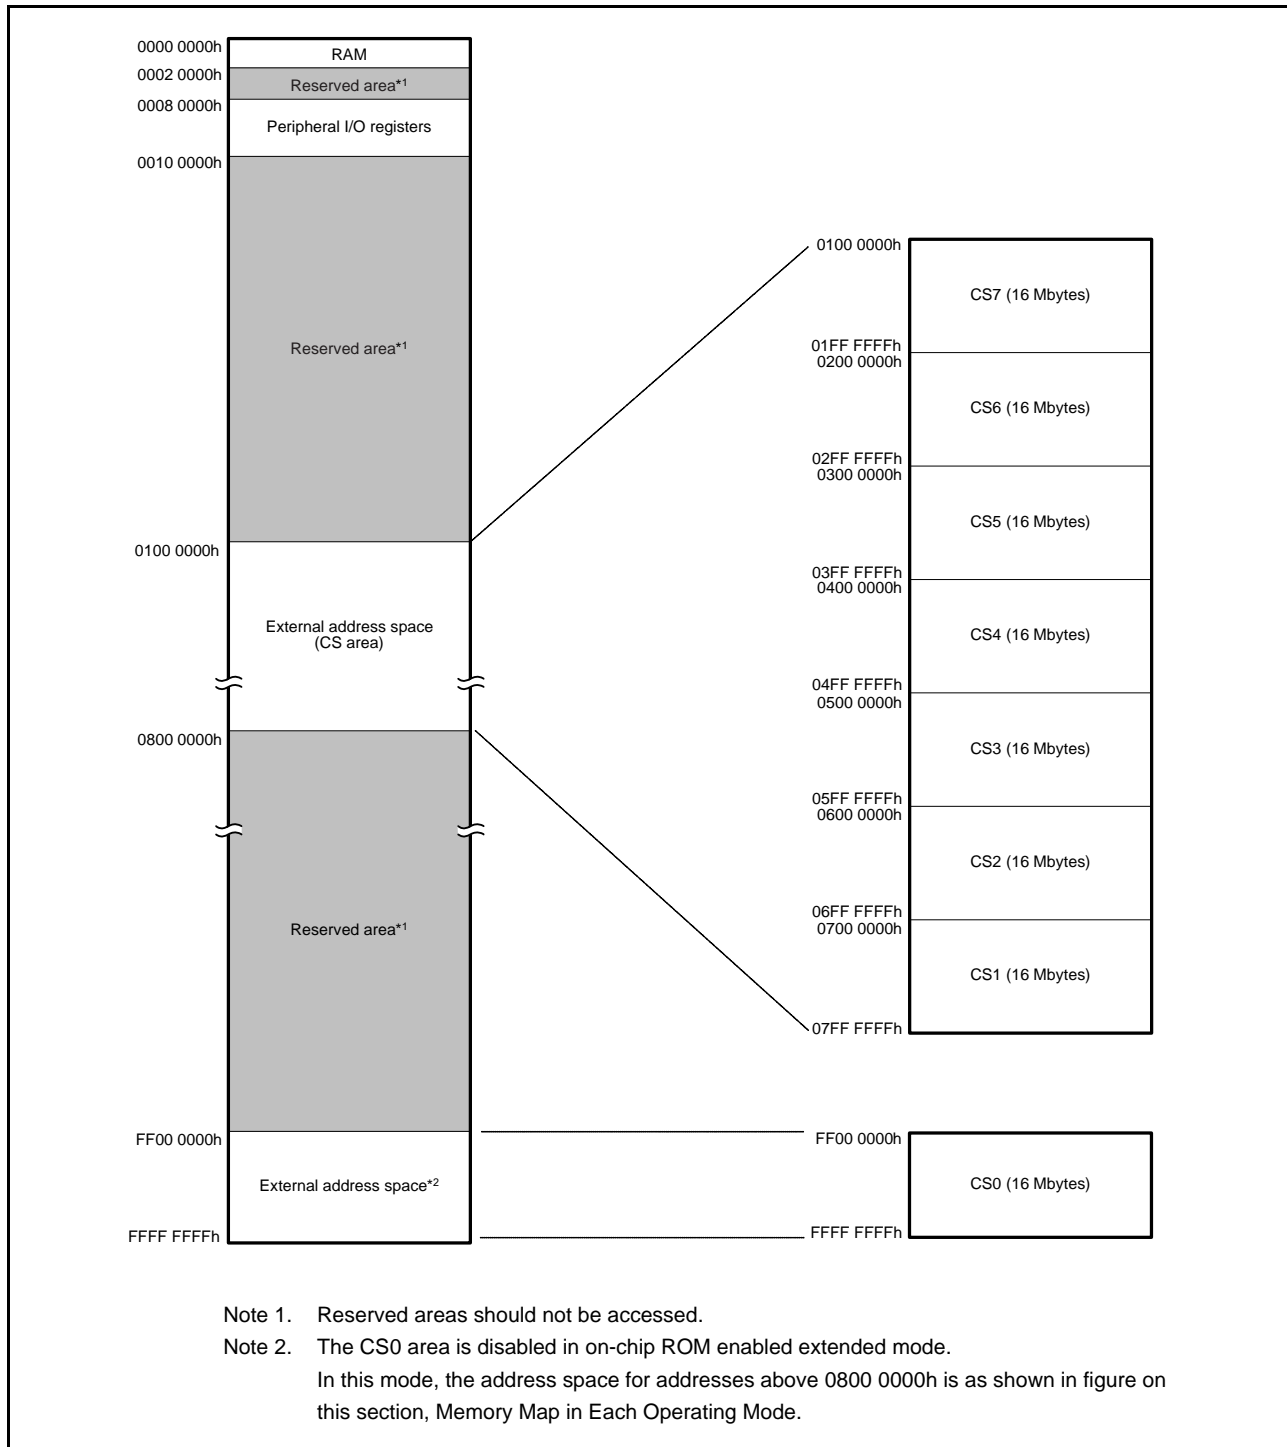 0000 0000h
RAM
0002 0000h
Reserved area*1
0008 0000h
Peripheral I/O registers
0010 0000h
Reserved area*1
0100 0000h
External address space
(CS area)
0800 0000h
Reserved area*1
FF00 0000h
External address space*2
FFFF FFFFh
0100 0000h
CS7 (16 Mbytes)
01FF FFFFh
0200 0000h
CS6 (16 Mbytes)
02FF FFFFh
0300 0000h
CS5 (16 Mbytes)
03FF FFFFh
0400 0000h
CS4 (16 Mbytes)
04FF FFFFh
0500 0000h
CS3 (16 Mbytes)
05FF FFFFh
0600 0000h
CS2 (16 Mbytes)
06FF FFFFh
0700 0000h
CS1 (16 Mbytes)
07FF FFFFh
FF00 0000h
CS0 (16 Mbytes)
FFFF FFFFh
Note 1. Reserved areas should not be accessed.
Note 2. The CS0 area is disabled in on-chip ROM enabled extended mode.
In this mode, the address space for addresses above 0800 0000h is as shown in figure on
this section, Memory Map in Each Operating Mode.